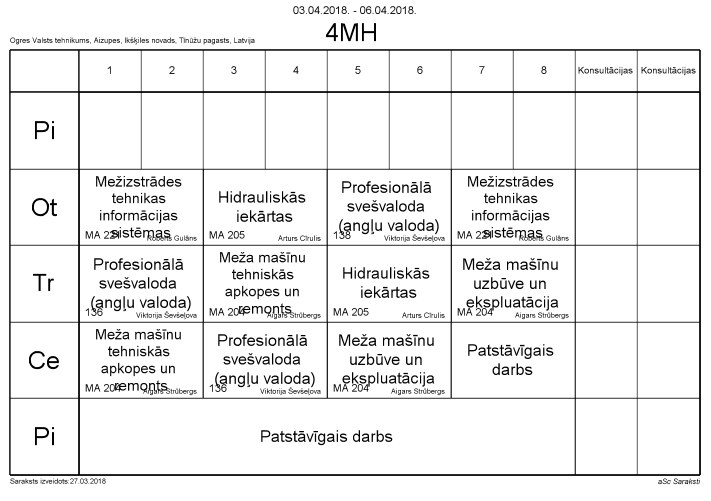 03.04.2018. - 06.04.2018.
4MH
Ogres Valsts tehnikums, Aizupes, Ikšķiles novads, Tīnūžu pagasts, Latvija
1 2 3 4 5 6 7 8 Konsultācijas Konsultācijas
Pi
Ot
Mežizstrādes
tehnikas
informācijas
sistēmas
MA 221 Roberts Gulāns
Hidrauliskās
iekārtas
MA 205 Arturs Cīrulis
Profesionālā
svešvaloda
(angļu valoda)
138 Viktorija Ševšeļova
Mežizstrādes
tehnikas
informācijas
sistēmas
MA 221 Roberts Gulāns
Tr
Profesionālā
svešvaloda
(angļu valoda)
136 Viktorija Ševšeļova
Meža mašīnu
tehniskās
apkopes un
remonts
MA 204 Aigars Strūbergs
Hidrauliskās
iekārtas
MA 205 Arturs Cīrulis
Meža mašīnu
uzbūve un
ekspluatācija
MA 204 Aigars Strūbergs
Ce
Meža mašīnu
tehniskās
apkopes un
remonts
MA 204 Aigars Strūbergs
Profesionālā
svešvaloda
(angļu valoda)
136 Viktorija Ševšeļova
Meža mašīnu
uzbūve un
ekspluatācija
MA 204 Aigars Strūbergs
Patstāvīgais
darbs
Pi
Patstāvīgais darbs
Saraksts izveidots:27.03.2018
aSc Saraksti